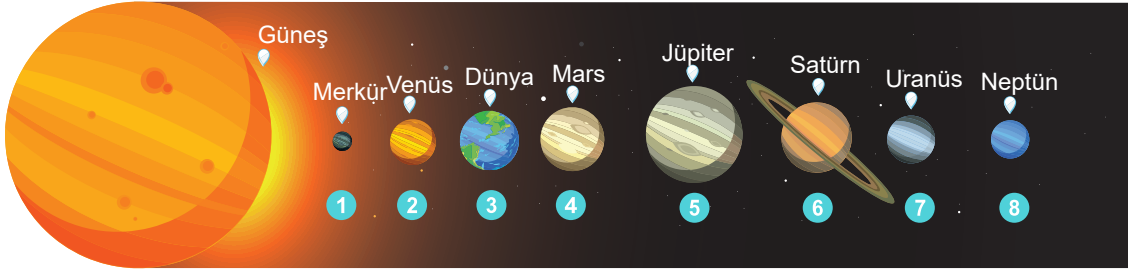 Güneş
Merkür
Venüs
Dünya
Mars
Jüpiter
Satürn
Uranüs
Neptün
1
2
3
4
5
6
7
8